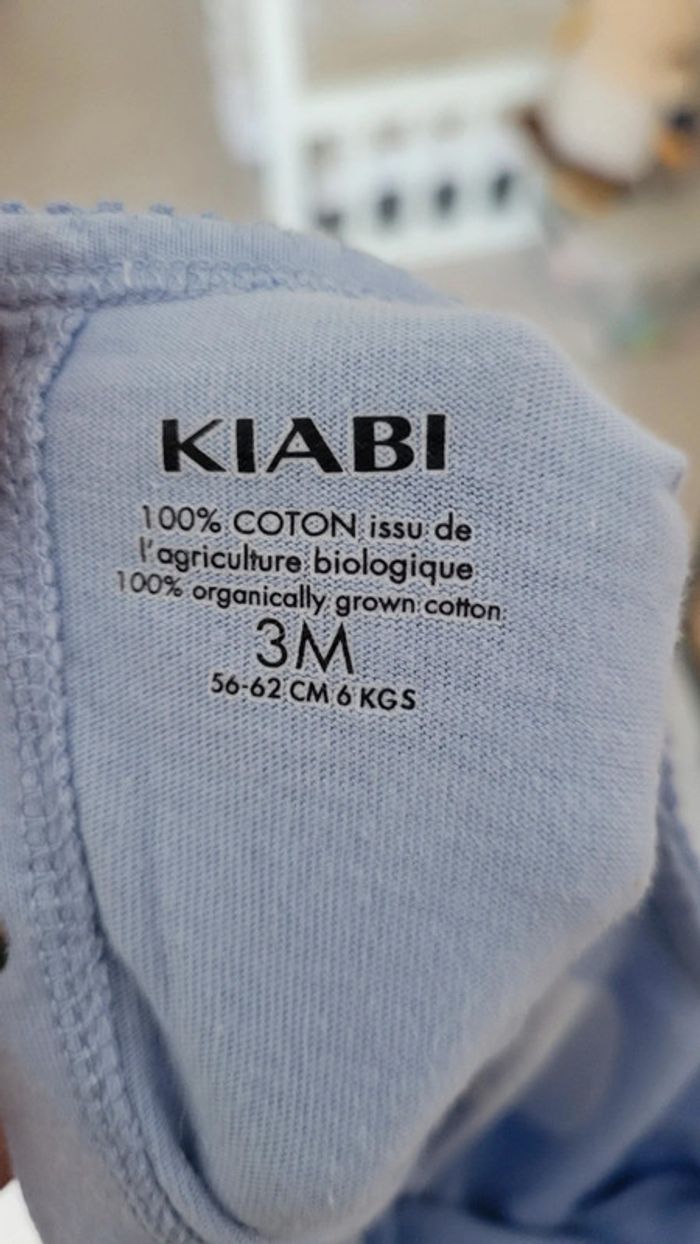 KIABI
100% COTON issu de
l'agriculture biologique
100% organically grown cotton
3M
56-62 CM 6 KGS